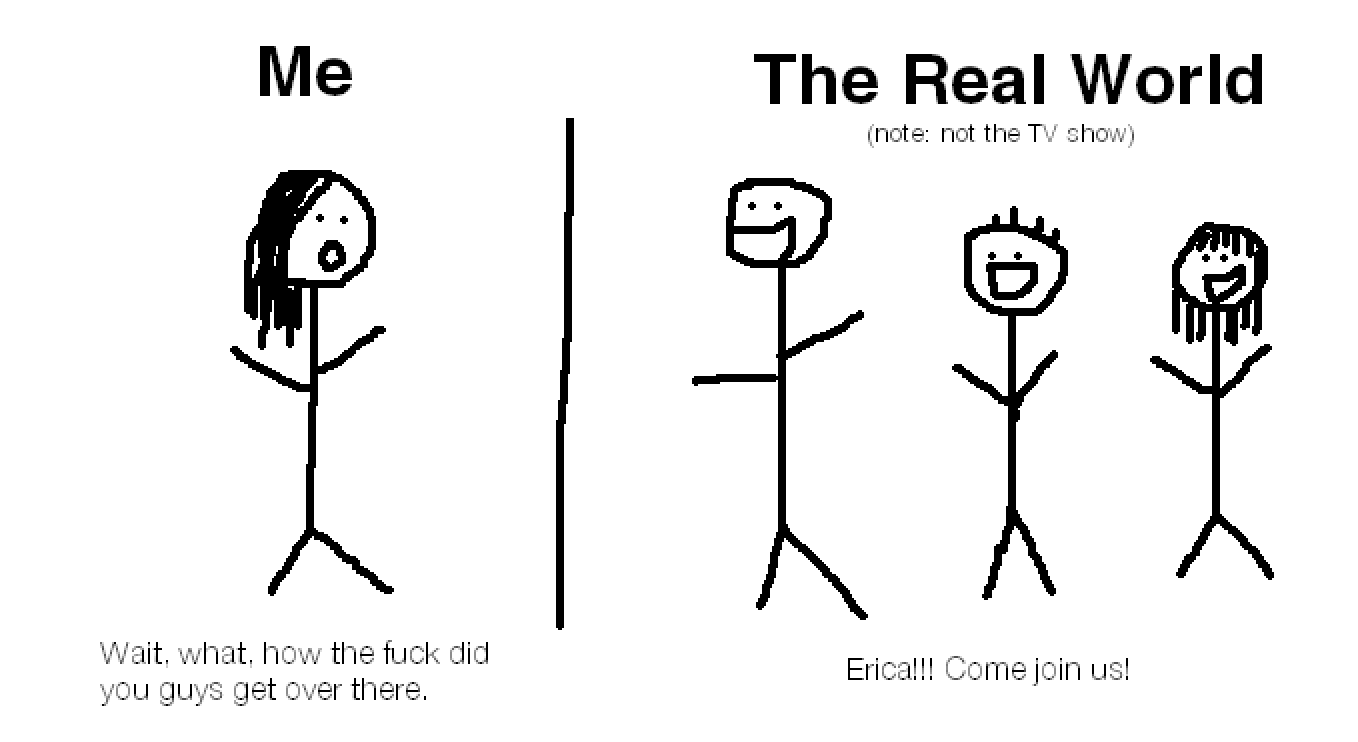 Me
The Real World
(note: not the TV show)
Wait, what, how the fuck did
you guys get over there.
Erica!!! Come join us!